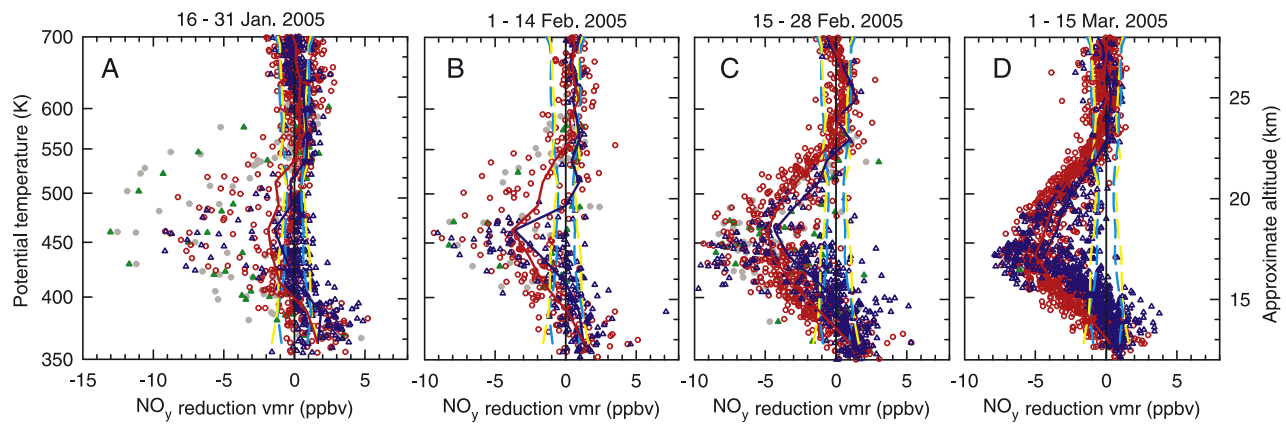 16 - 31 Jan. 2005
1 - 14 Feb. 2005
15 - 28 Feb. 2005
1 - 15 Mar. 2005
A
B
C
D
Potential temperature (K)
700
600
550
500
450
400
350
25
20
15
Approximate altitude (km)
-15 -10 -5 0 5
-10 -5 0 5
-10 -5 0 5
-10 -5 0 5 10
NOy reduction vmr (ppbv)
NOy reduction vmr (ppbv)
NOy reduction vmr (ppbv)
NOy reduction vmr (ppbv)